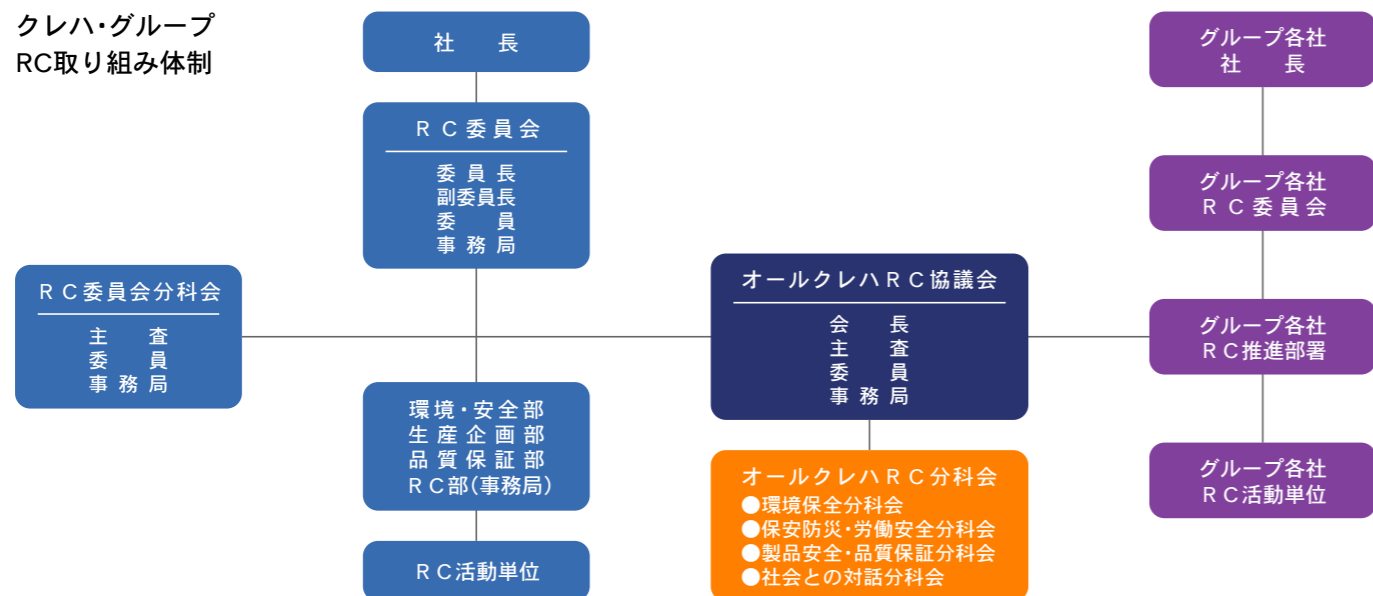 クレハ・グループ
RC取り組み体制
社長
RC委員会
委員長
副委員長
委員
事務局
RC委員会分科会
主査
委員
事務局
環境・安全部
生産企画部
品質保証部
RC部(事務局)
RC活動単位
オールクレハRC協議会
会長
主査
委員
事務局
オールクレハRC分科会
●環境保全分科会
●保安防災・労働安全分科会
●製品安全・品質保証分科会
●社会との対話分科会
グループ各社
社長
グループ各社
RC委員会
グループ各社
RC推進部署
グループ各社
RC活動単位